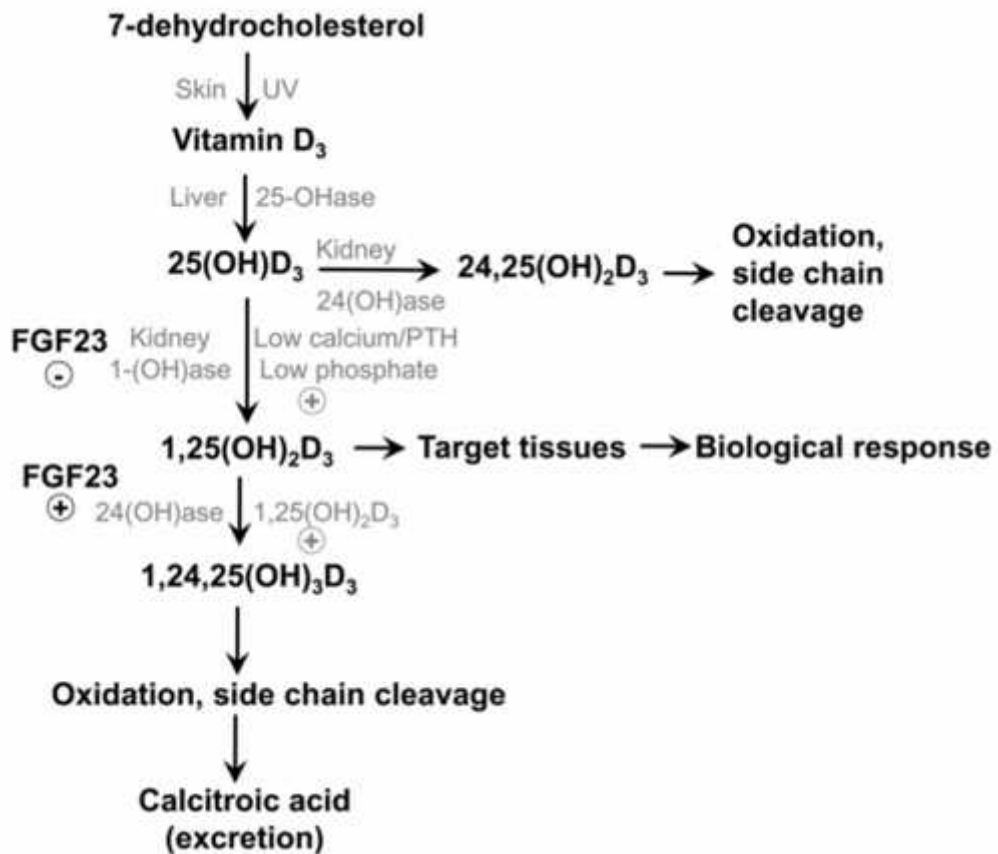 7-dehydrocholesterol
Skin UV
Vitamin D₃
Liver 25-OHase
25(OH)D₃
Kidney
24(OH)ase
24,25(OH)₂D₃
Oxidation,
side chain
cleavage
FGF23
-
Kidney
1-(OH)ase
Low calcium/PTH
Low phosphate
+
1,25(OH)₂D₃
Target tissues
Biological response
FGF23
+
24(OH)ase
1,25(OH)₂D₃
+
1,24,25(OH)₃D₃
Oxidation, side chain cleavage
Calcitroic acid
(excretion)